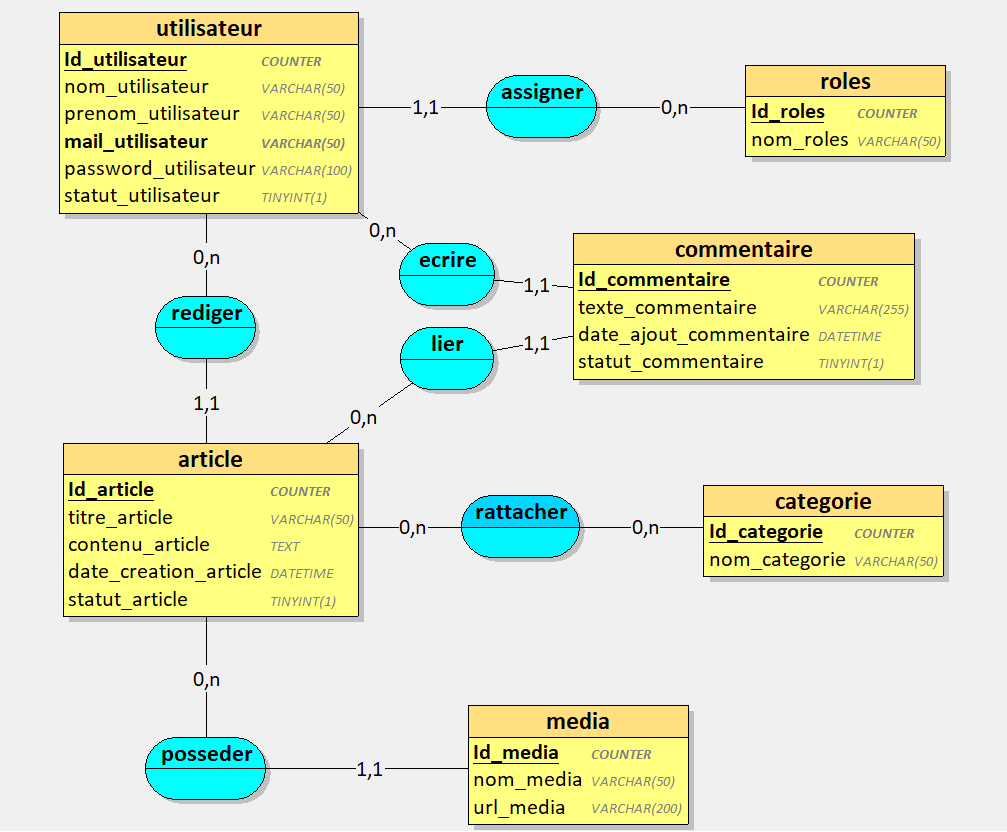 utilisateur
Id_utilisateur COUNTER
nom_utilisateur VARCHAR(50)
prenom_utilisateur VARCHAR(50)
mail_utilisateur VARCHAR(50)
password_utilisateur VARCHAR(100)
statut_utilisateur TINYINT(1)
1,1
assigner
0,n
roles
Id_roles COUNTER
nom_roles VARCHAR(50)
0,n
ecrire
1,1
commentaire
Id_commentaire COUNTER
texte_commentaire VARCHAR(255)
date_ajout_commentaire DATETIME
statut_commentaire TINYINT(1)
0,n
rediger
1,1
lier
1,1
0,n
article
Id_article COUNTER
titre_article VARCHAR(50)
contenu_article TEXT
date_creation_article DATETIME
statut_article TINYINT(1)
0,n
rattacher
0,n
categorie
Id_categorie COUNTER
nom_categorie VARCHAR(50)
0,n
posseder
1,1
media
Id_media COUNTER
nom_media VARCHAR(50)
url_media VARCHAR(200)